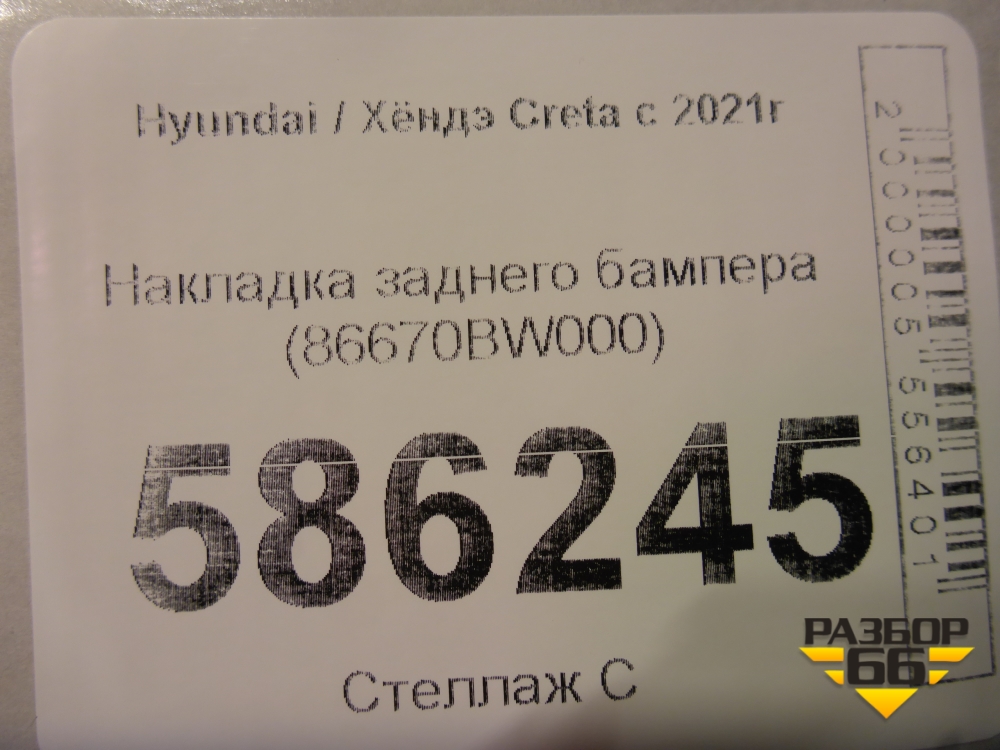 Hyundai / Хёндэ Creta с 2021г
Накладка заднего бампера
(86670BW000)
586245
Стеллаж С
2000005556401
РАЗБОР
66